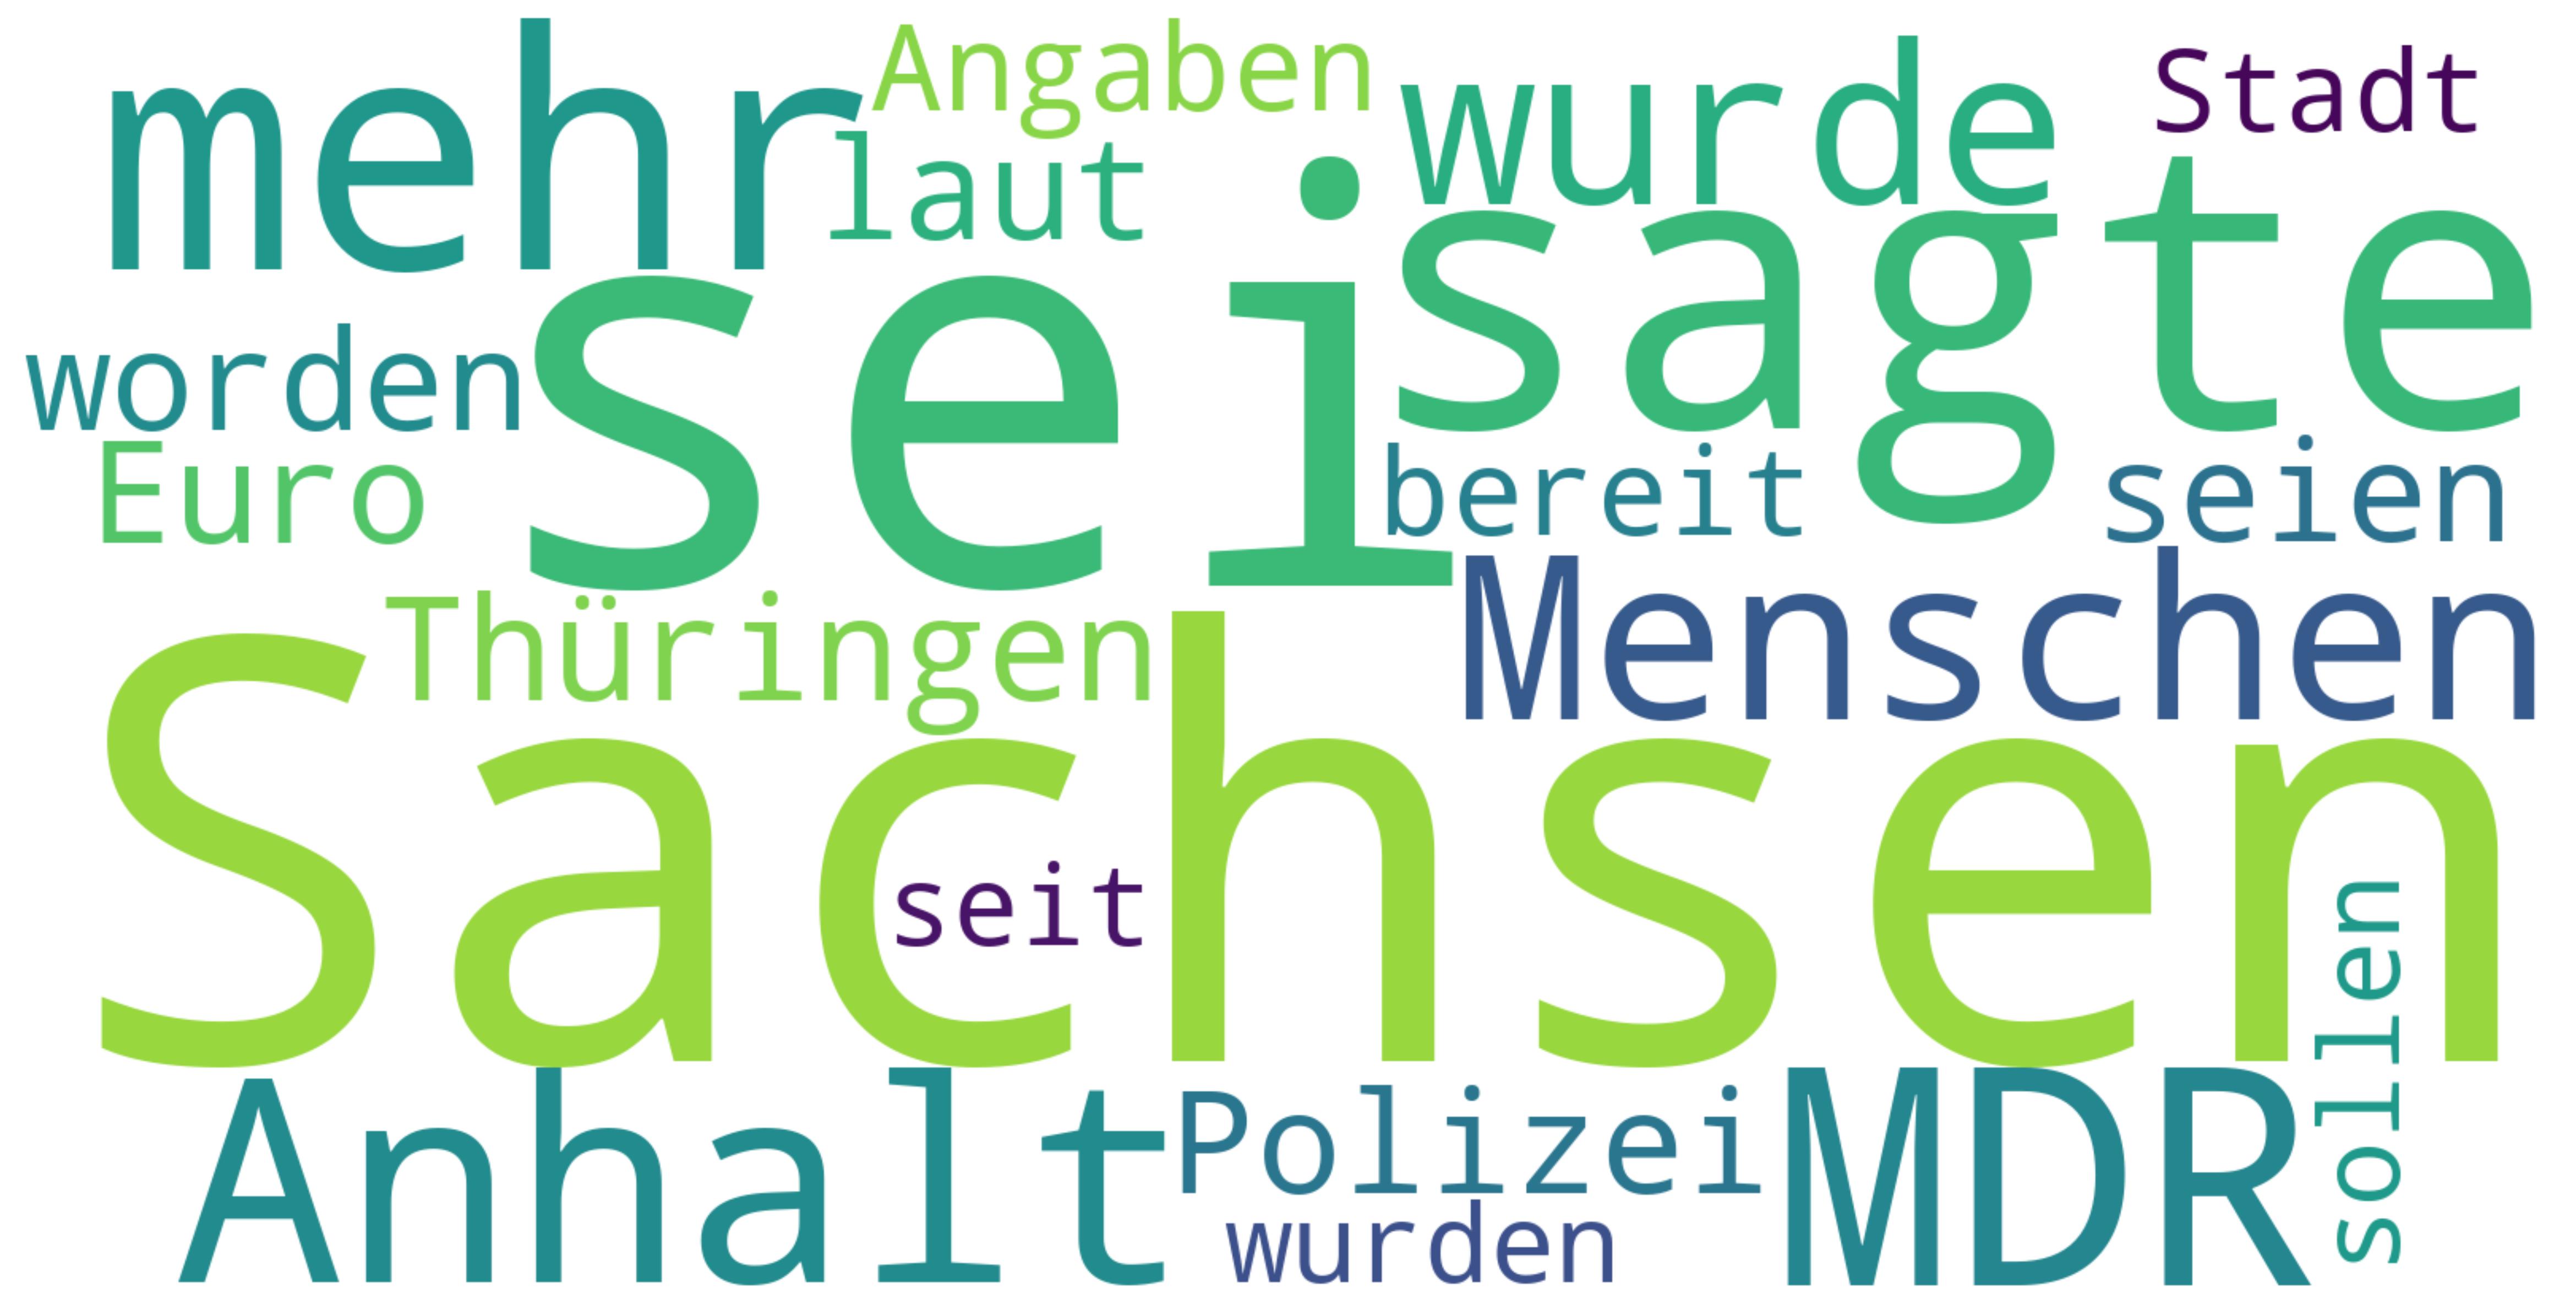 mehr
Angaben
wurde
Stadt
laut
sei
sagte
worden
Euro
bereit
seien
Thüringen
Menschen
Sachsen
seit
sollen
Anhalt
Polizei
MDR
wurden